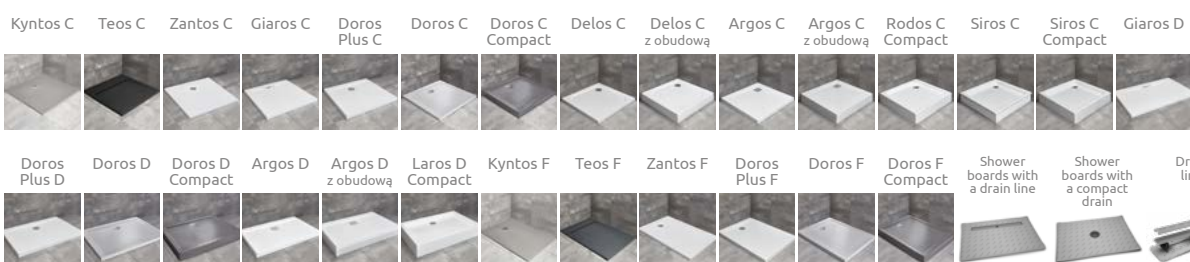 Kyntos C Teos C Zantos C Giaros C Doros Plus C Doros C Doros C Compact Delos C Delos C z obudową Argos C Argos C z obudową Rodos C Compact Siros C Siros C Compact Giaros D
Doros Plus D Doros D Doros D Compact Argos D Argos D z obudową Laros D Compact Kyntos F Teos F Zantos F Doros Plus F Doros F Doros F Compact Shower boards with a drain line Shower boards with a compact drain